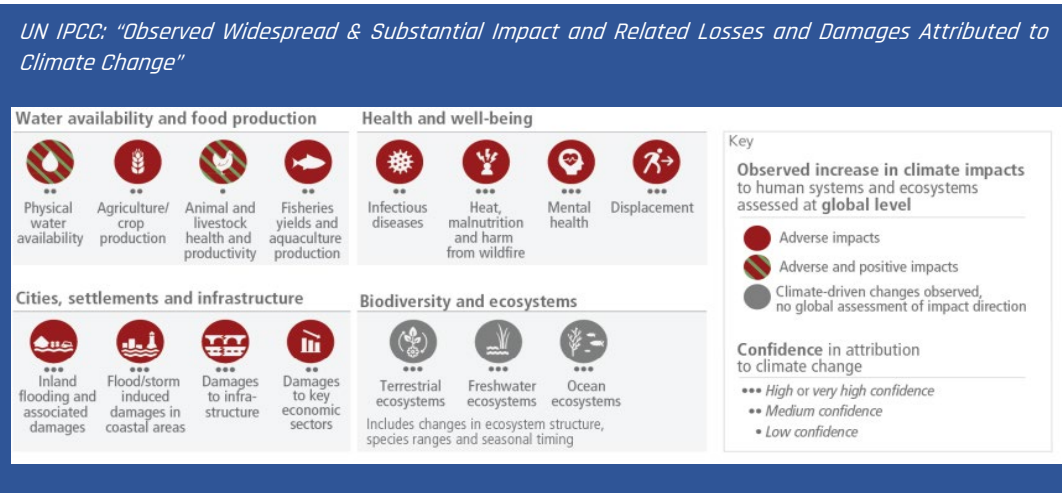 UN IPCC: “Observed Widespread & Substantial Impact and Related Losses and Damages Attributed to
Climate Change”
Water availability and food production
Physical
water
availability
Agriculture/
crop
production
Animal and
livestock
health and
productivity
Fisheries
yields and
aquaculture
production
Health and well-being
Infectious
diseases
Heat,
malnutrition
and harm
from wildfire
Mental
health
Displacement
Cities, settlements and infrastructure
Inland
flooding and
associated
damages
Flood/storm
induced
damages in
coastal areas
Damages
to infra-
structure
Damages
to key
economic
sectors
Biodiversity and ecosystems
Terrestrial
ecosystems
Freshwater
ecosystems
Ocean
ecosystems
Includes changes in ecosystem structure,
species ranges and seasonal timing
Key
Observed increase in climate impacts
to human systems and ecosystems
assessed at global level
Adverse impacts
Adverse and positive impacts
Climate-driven changes observed,
no global assessment of impact direction
Confidence in attribution
to climate change
••• High or very high confidence
•• Medium confidence
• Low confidence